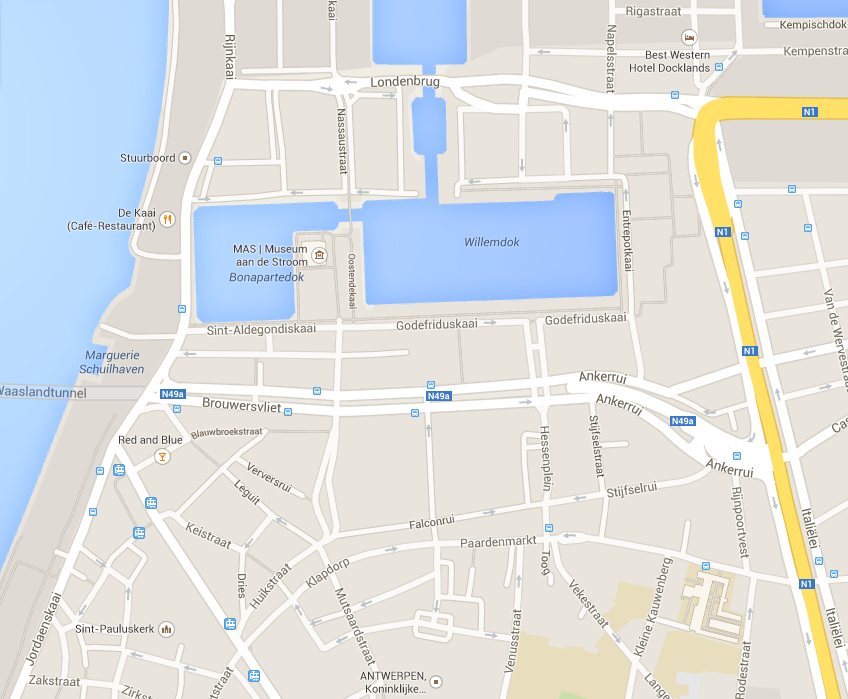 Rijnkaai
kaai
Rigastraat
Kempischdok
Napelsstraat
Kempenstra
Best Western
Hotel Docklands
Londenbrug
N1
Nassaustraat
Stuurboord
De Kaai
(Café-Restaurant)
Entrepotkaai
N1
Willemdok
MAS | Museum
aan de Stroom
Bonapartedok
Oostendekaai
Van de Wervestraat
Sint-Aldegondiskaai
Godefriduskaai
Godefriduskaai
Marguerie
Schuilhaven
N1
Waaslandtunnel
N49a
N49a
Ankerrui
Brouwersvliet
Ankerrui
N49a
Cas
Red and Blue
Blauwbroekstraat
Hessenplein
Stijfselstraat
Ankerrui
Verversrui
Leguit
Stijfselrui
Rijnpoortvest
Italiëlei
Keistraat
Falconrui
Paardenmarkt
Toog
Klapdorp
Huikstraat
Dries
Mutsaardstraat
Vekestraat
Kleine Kauwenberg
N1
Italiëlei
Jordaenskaai
Sint-Pauluskerk
Venusstraat
Rodestraat
Zakstraat
Zirkstr
tstraat
ANTWERPEN,
Koninklijke...
Lange